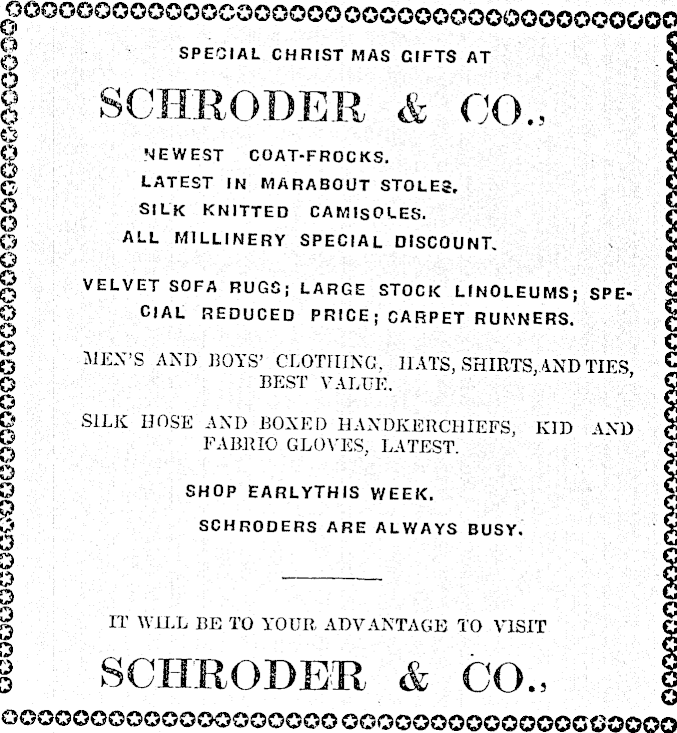 SPECIAL CHRIST MAS GIFTS AT
SCHRODER & CO.,
NEWEST COAT-FROCKS.
LATEST IN MARABOUT STOLES.
SILK KNITTED CAMISOLES.
ALL MILLINERY SPECIAL DISCOUNT.
VELVET SOFA RUGS; LARGE STOCK LINOLEUMS; SPE-
CIAL REDUCED PRICE; CARPET RUNNERS.
MEN'S AND BOYS' CLOTHING, HATS, SHIRTS, AND TIES,
BEST VALUE.
SILK HOSE AND BOXED HANDKERCHIEFS, KID AND
FABRIC GLOVES, LATEST.
SHOP EARLYTHIS WEEK.
SCHRODERS ARE ALWAYS BUSY.
IT WILL BE TO YOUR ADVANTAGE TO VISIT
SCHRODER & CO.,